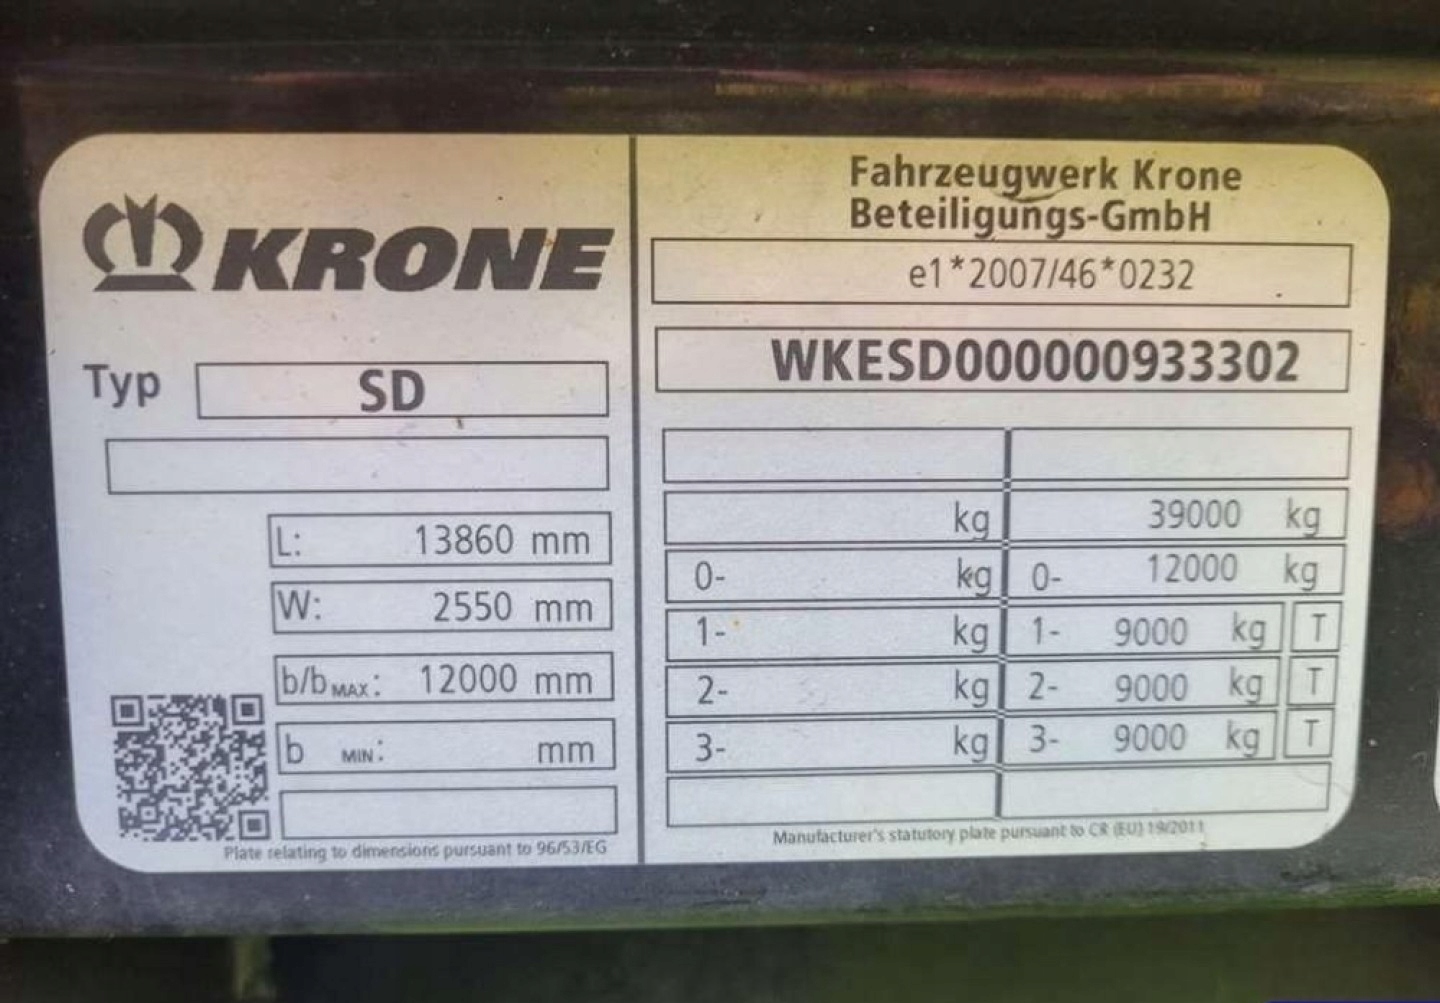 KRONE
Typ SD
L: 13860 mm
W: 2550 mm
b/b MAX: 12000 mm
b MIN: mm
Plate relating to dimensions pursuant to 96/53/EG
Fahrzeugwerk Krone
Beteiligungs-GmbH
e1*2007/46*0232
WKESD000000933302
kg 39000 kg
0- kg 0- 12000 kg
1- kg 1- 9000 kg T
2- kg 2- 9000 kg T
3- kg 3- 9000 kg T
Manufacturer's statutory plate pursuant to CR (EU) 19/2011